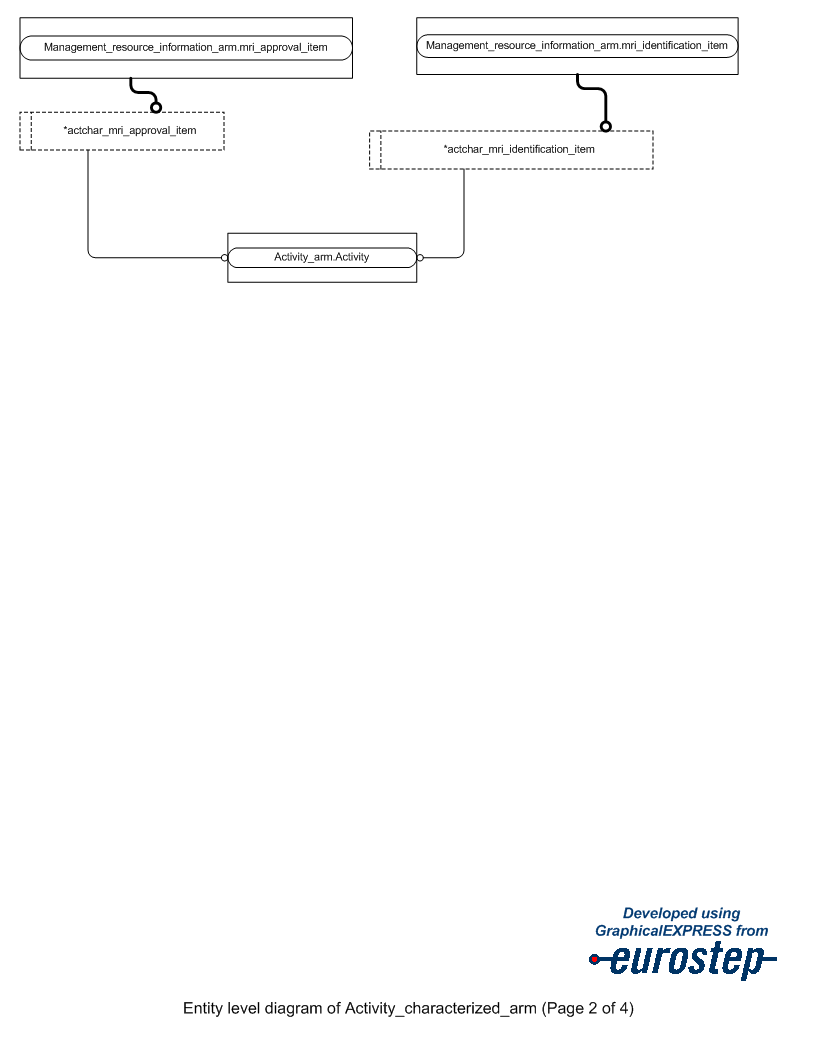 Management_resource_information_arm.mri_approval_item
Management_resource_information_arm.mri_identification_item
*actchar_mri_approval_item
*actchar_mri_identification_item
Activity_arm.Activity
Developed using
GraphicalEXPRESS from
eurostep
Entity level diagram of Activity_characterized_arm (Page 2 of 4)